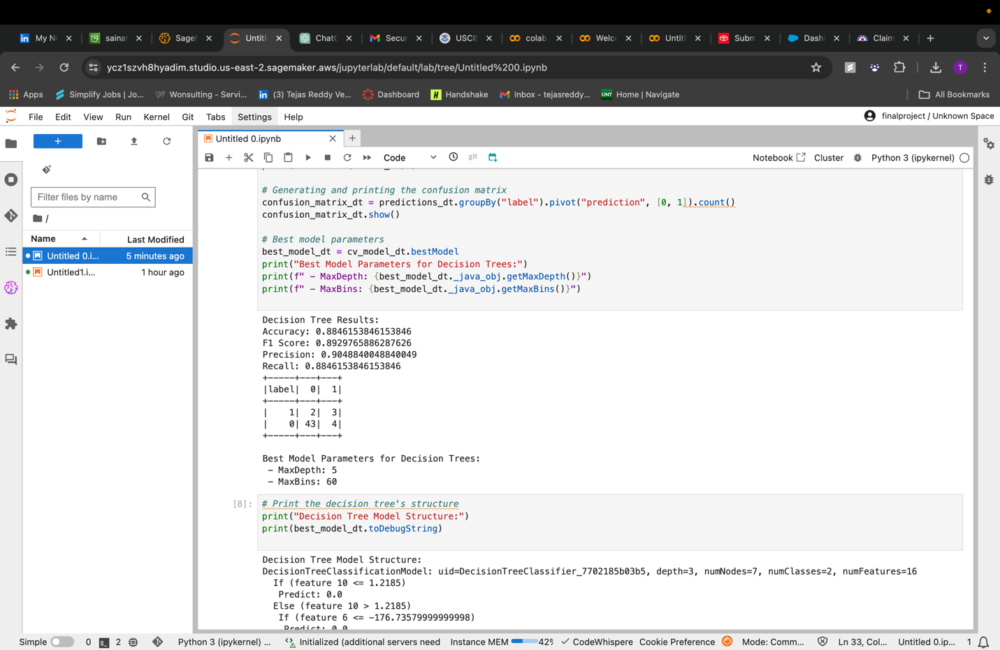 My N
sainat
SageM
Untitl
ChatG
Secur
USCIS
colab
Welco
Untitl
Subm
Dashl
Claim
ycz1szvh8hyadim.studio.us-east-2.sagemaker.aws/jupyterlab/default/lab/tree/Untitled%200.ipynb
T
Apps
Simplify Jobs | Jo...
Wonsulting - Servi...
(3) Tejas Reddy Ve...
Dashboard
Handshake
Inbox - tejasreddy...
Home | Navigate
All Bookmarks
File Edit View Run Kernel Git Tabs Settings Help
finalproject / Unknown Space
Filter files by name
/
Name Last Modified
Untitled 0.i... 5 minutes ago
Untitled1.i... 1 hour ago
Untitled 0.ipynb
Code
git
Notebook
Cluster
Python 3 (ipykernel)
# Generating and printing the confusion matrix
confusion_matrix_dt = predictions_dt.groupBy("label").pivot("prediction", [0, 1]).count()
confusion_matrix_dt.show()
# Best model parameters
best_model_dt = cv_model_dt.bestModel
print("Best Model Parameters for Decision Trees:")
print(f" - MaxDepth: {best_model_dt._java_obj.getMaxDepth()}")
print(f" - MaxBins: {best_model_dt._java_obj.getMaxBins()}")
Decision Tree Results:
Accuracy: 0.8846153846153846
F1 Score: 0.8929765886287626
Precision: 0.9048840048840049
Recall: 0.8846153846153846
+-----+---+---+
|label|  0|  1|
+-----+---+---+
|    1|  2|  3|
|    0| 43|  4|
+-----+---+---+
Best Model Parameters for Decision Trees:
 - MaxDepth: 5
 - MaxBins: 60
[8]:
# Print the decision tree's structure
print("Decision Tree Model Structure:")
print(best_model_dt.toDebugString)
Decision Tree Model Structure:
DecisionTreeClassificationModel: uid=DecisionTreeClassifier_7702185b03b5, depth=3, numNodes=7, numClasses=2, numFeatures=16
  If (feature 10 <= 1.2185)
   Predict: 0.0
  Else (feature 10 > 1.2185)
   If (feature 6 <= -176.73579999999998)
    Predict: 0.0
Simple 0 2 Python 3 (ipykernel) ... Initialized (additional servers need Instance MEM 42% CodeWhispere Cookie Preference Mode: Comm... Ln 33, Col... Untitled 0.ip... 1